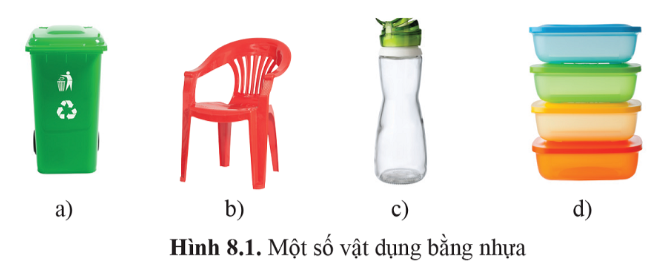 a) b) c) d)
Hình 8.1. Một số vật dụng bằng nhựa